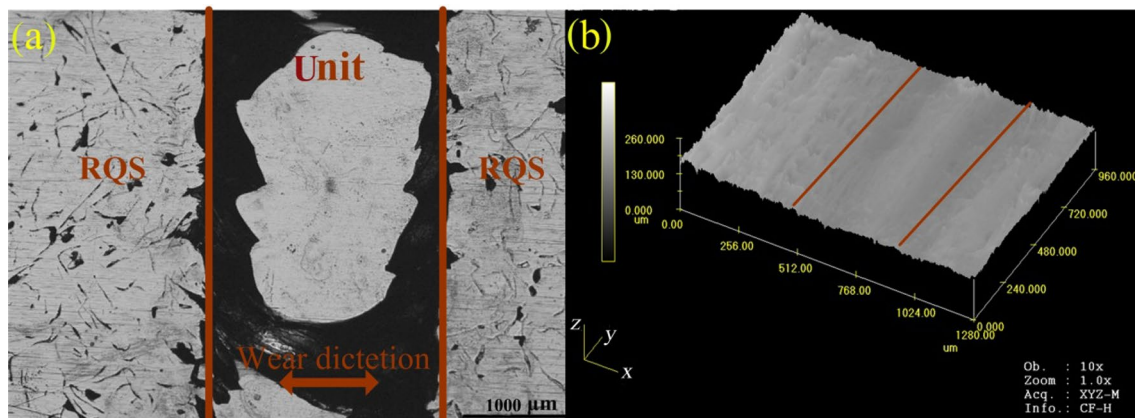 (a)
Unit
RQS
RQS
Wear dictetion
1000 μm
(b)
260.000
130.000
0.000
um
0.00
256.00
512.00
768.00
1024.00
1280.00
um
0.000
240.000
480.000
720.000
960.000
z
y
x
Ob. : 10x
Zoom : 1.0x
Acq. : XYZ-M
Info.: CF-H